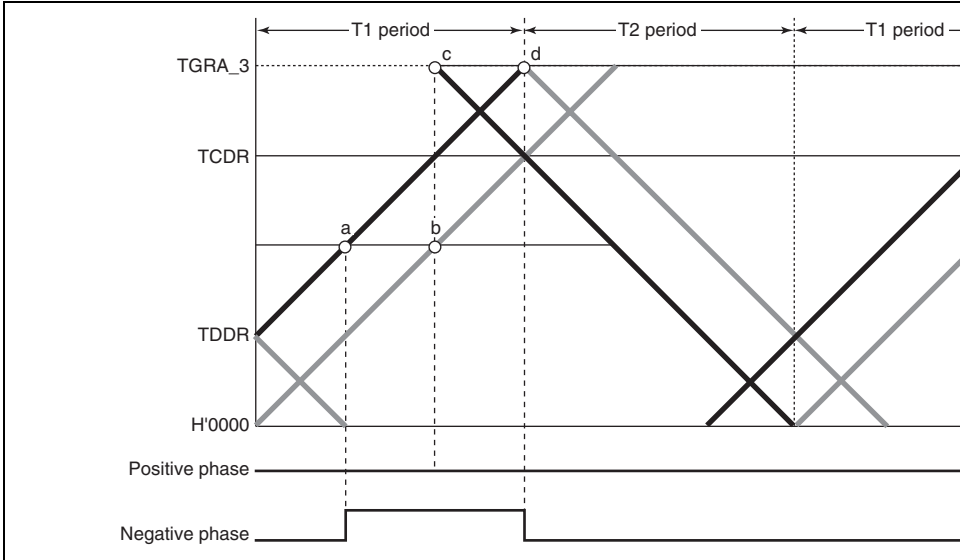 T1 period
T2 period
T1 period
TGRA_3
c
d
TCDR
a
b
TDDR
H'0000
Positive phase
Negative phase